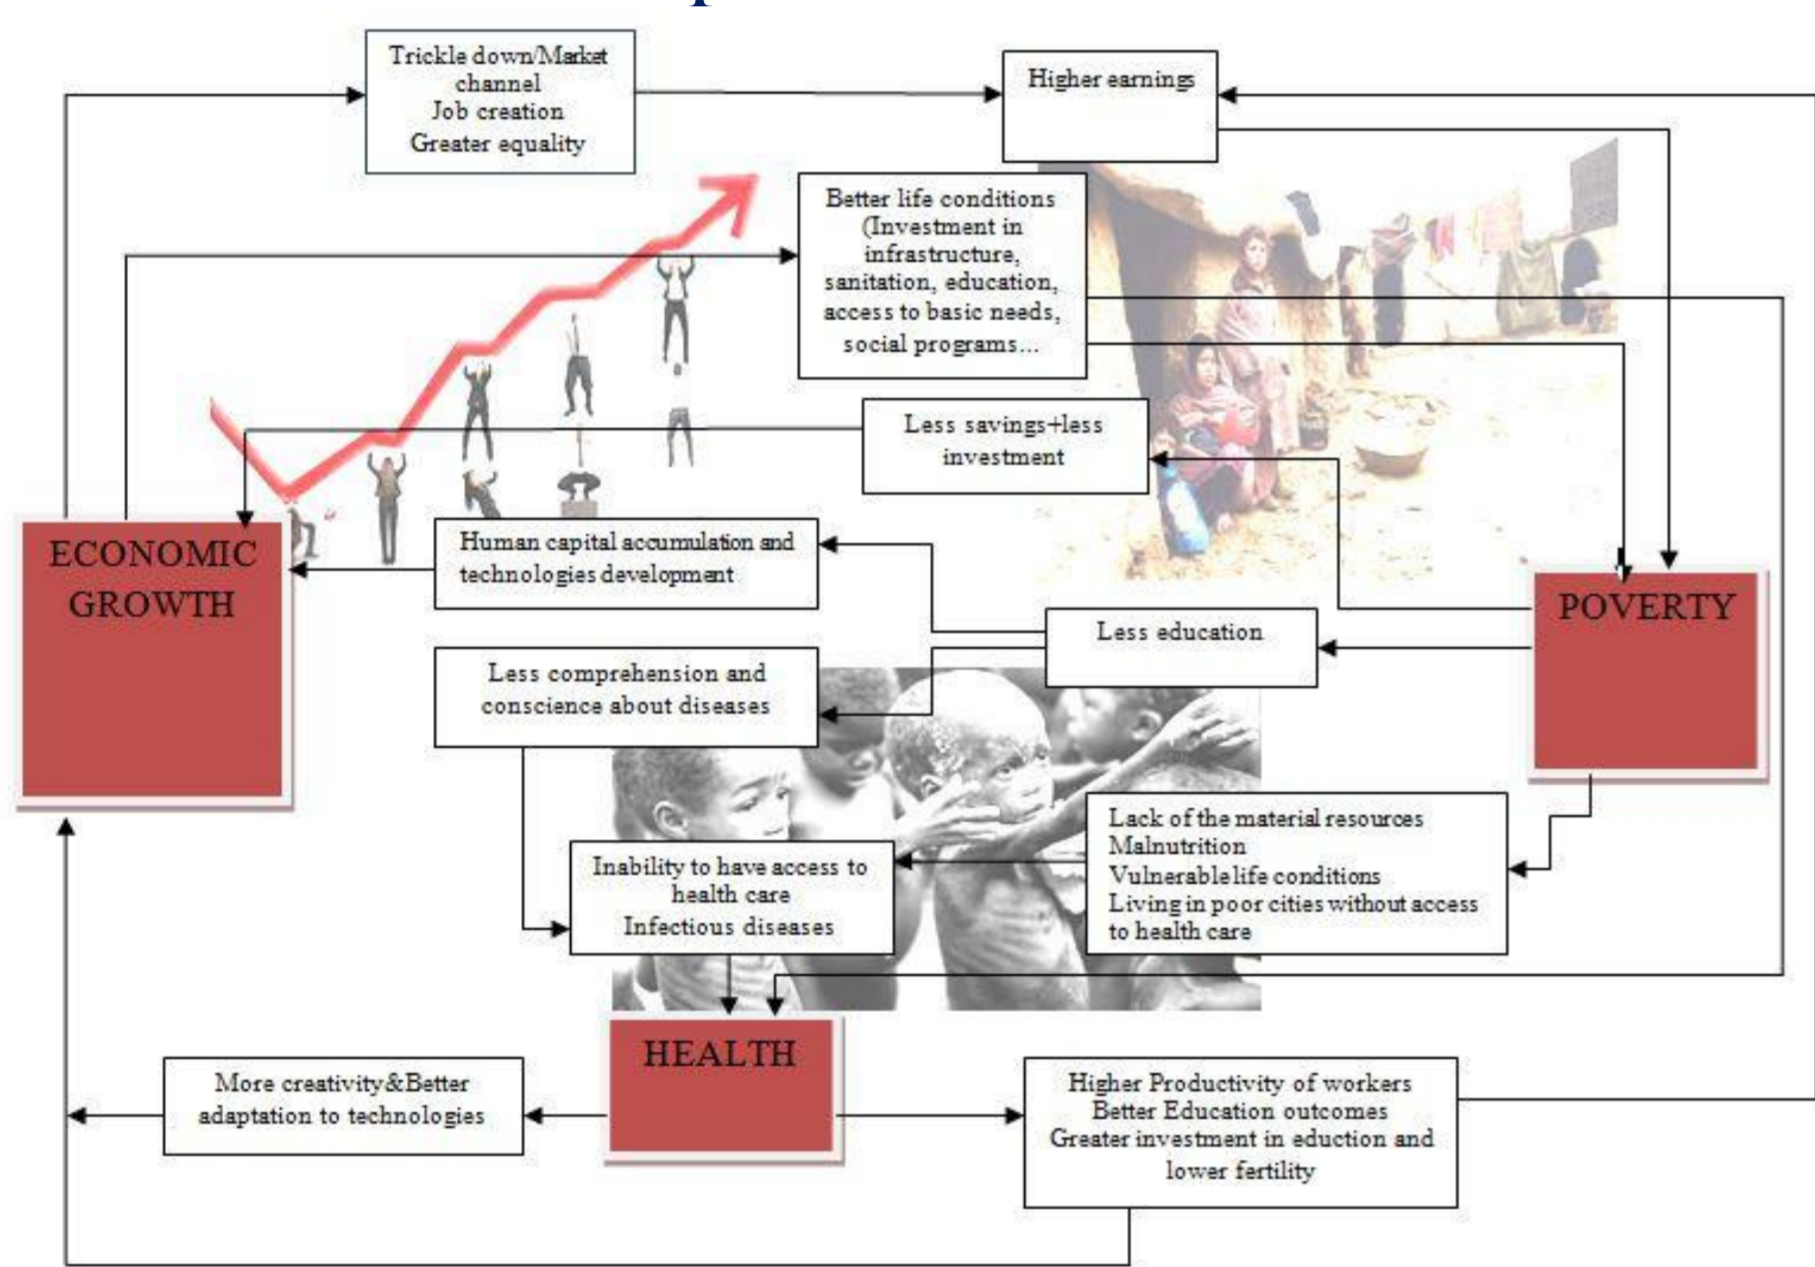 Trickle down/Market
channel
Job creation
Greater equality
Higher earnings
Better life conditions
(Investment in
infrastructure,
sanitation, education,
access to basic needs,
social programs...
Less savings+less
investment
ECONOMIC
GROWTH
Human capital accumulation and
technologies development
POVERTY
Less education
Less comprehension and
conscience about diseases
Lack of the material resources
Malnutrition
Vulnerable life conditions
Living in poor cities without access
to health care
Inability to have access to
health care
Infectious diseases
HEALTH
More creativity&Better
adaptation to technologies
Higher Productivity of workers
Better Education outcomes
Greater investment in eduction and
lower fertility